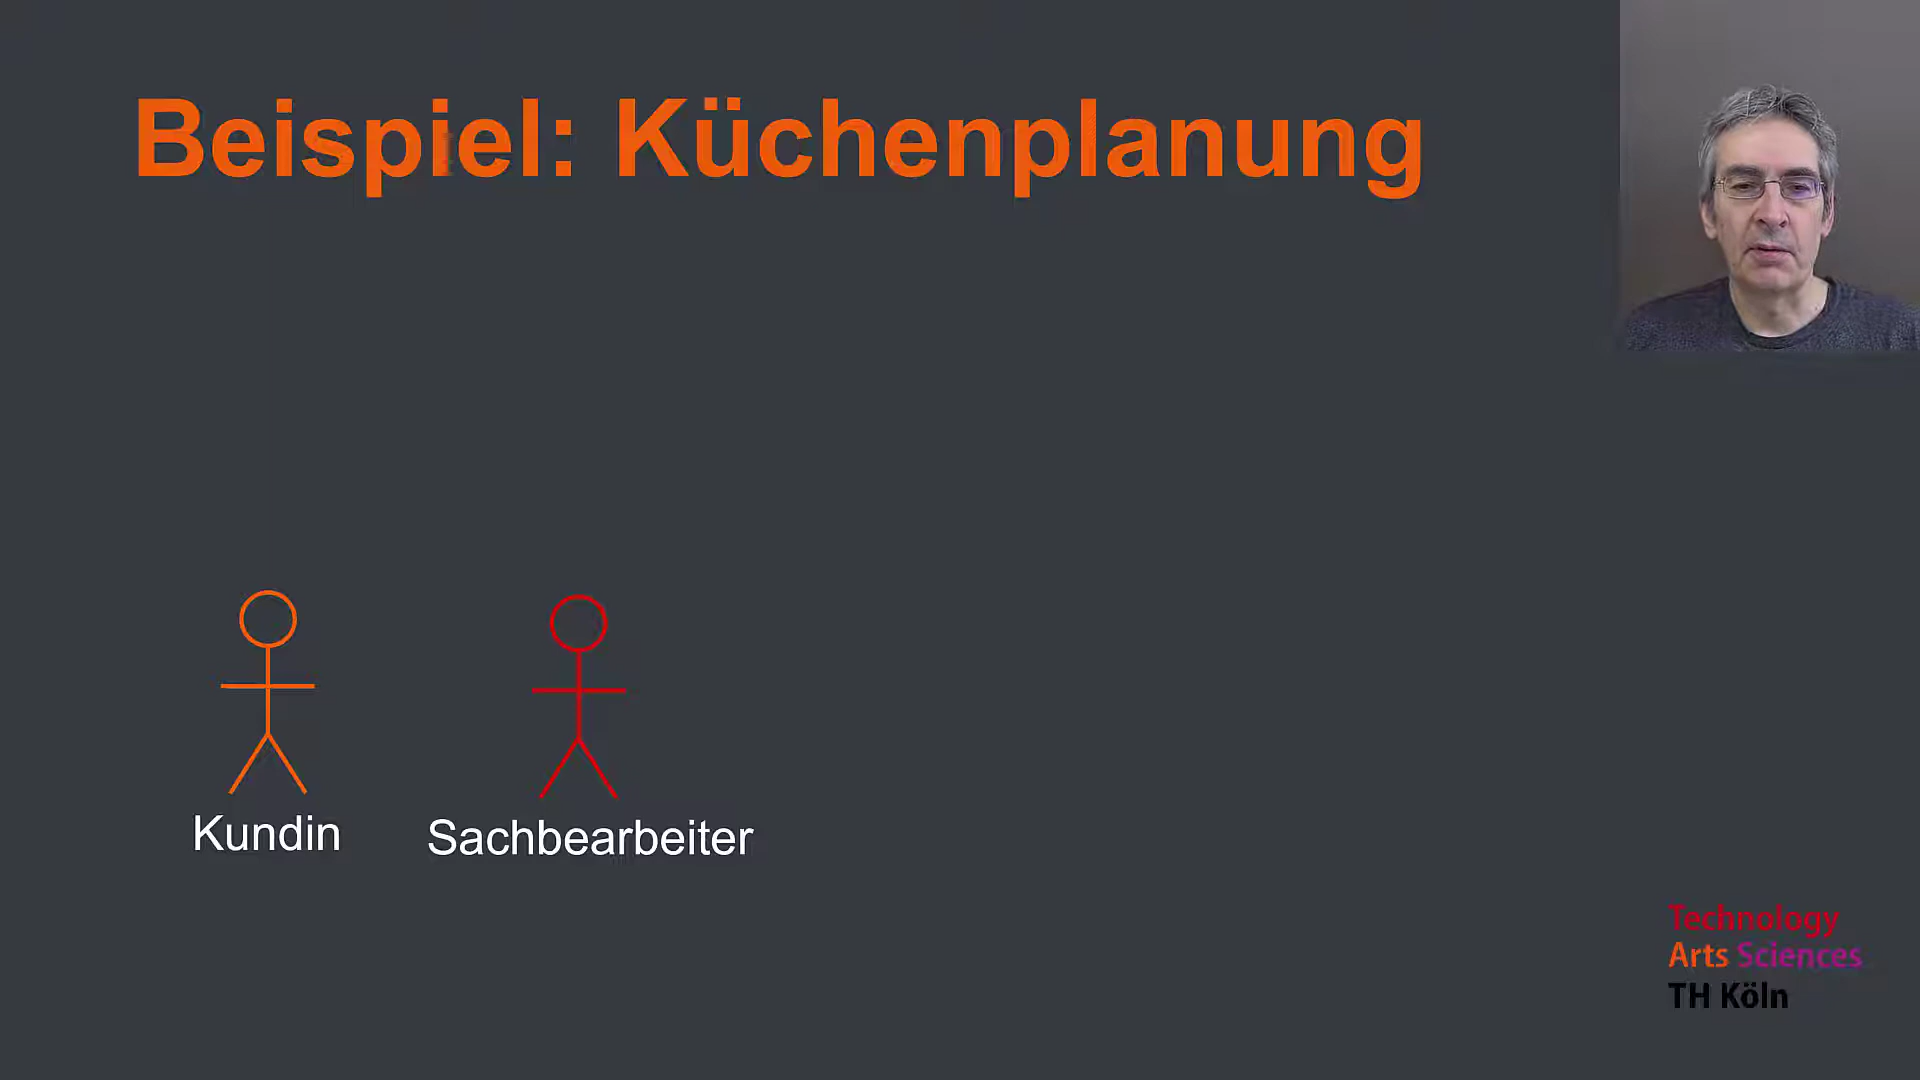 Beispiel: Küchenplanung
Kundin
Sachbearbeiter
Technology
Arts Sciences
TH Köln